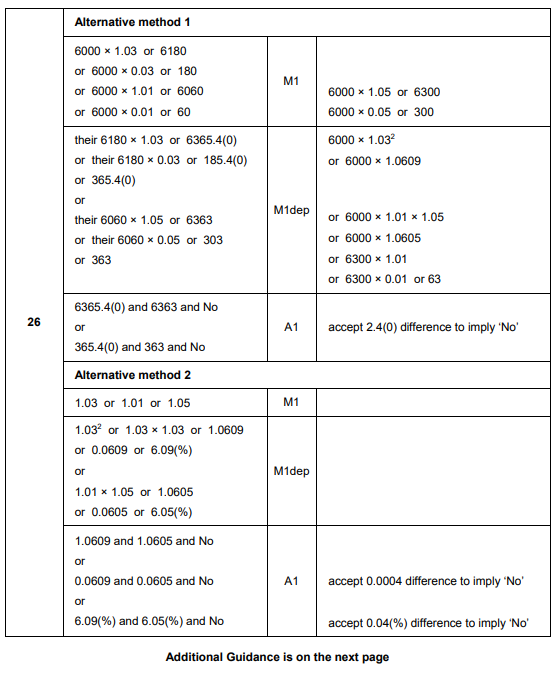 Alternative method 1
6000 × 1.03 or 6180
or 6000 × 0.03 or 180
or 6000 × 1.01 or 6060
or 6000 × 0.01 or 60
M1
6000 × 1.05 or 6300
6000 × 0.05 or 300
their 6180 × 1.03 or 6365.4(0)
or their 6180 × 0.03 or 185.4(0)
or 365.4(0)
or
their 6060 × 1.05 or 6363
or their 6060 × 0.05 or 303
or 363
M1dep
6000 × 1.03²
or 6000 × 1.0609
or 6000 × 1.01 × 1.05
or 6000 × 1.0605
or 6300 × 1.01
or 6300 × 0.01 or 63
26
6365.4(0) and 6363 and No
or
365.4(0) and 363 and No
A1
accept 2.4(0) difference to imply ‘No’
Alternative method 2
1.03 or 1.01 or 1.05
M1
1.03² or 1.03 × 1.03 or 1.0609
or 0.0609 or 6.09(%)
or
1.01 × 1.05 or 1.0605
or 0.0605 or 6.05(%)
M1dep
1.0609 and 1.0605 and No
or
0.0609 and 0.0605 and No
or
6.09(%) and 6.05(%) and No
A1
accept 0.0004 difference to imply ‘No’
accept 0.04(%) difference to imply ‘No’
Additional Guidance is on the next page